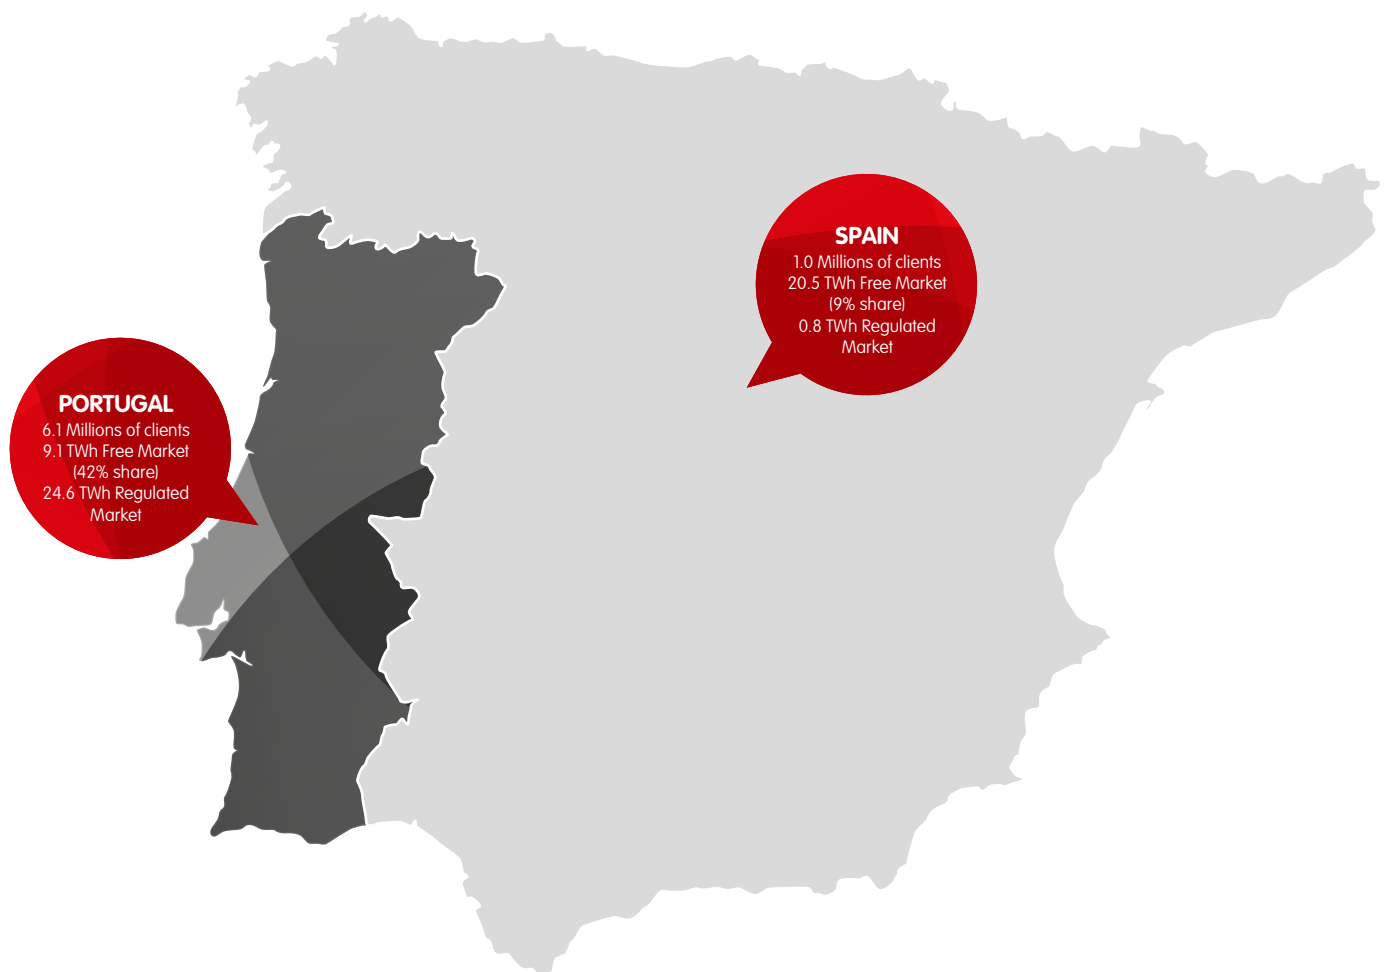 SPAIN
1.0 Millions of clients
20.5 TWh Free Market
(9% share)
0.8 TWh Regulated
Market
PORTUGAL
6.1 Millions of clients
9.1 TWh Free Market
(42% share)
24.6 TWh Regulated
Market